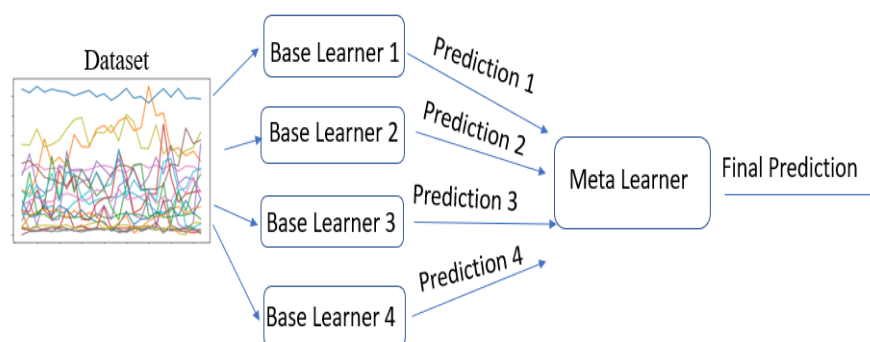 Dataset
Base Learner 1
Base Learner 2
Base Learner 3
Base Learner 4
Prediction 1
Prediction 2
Prediction 3
Prediction 4
Meta Learner
Final Prediction